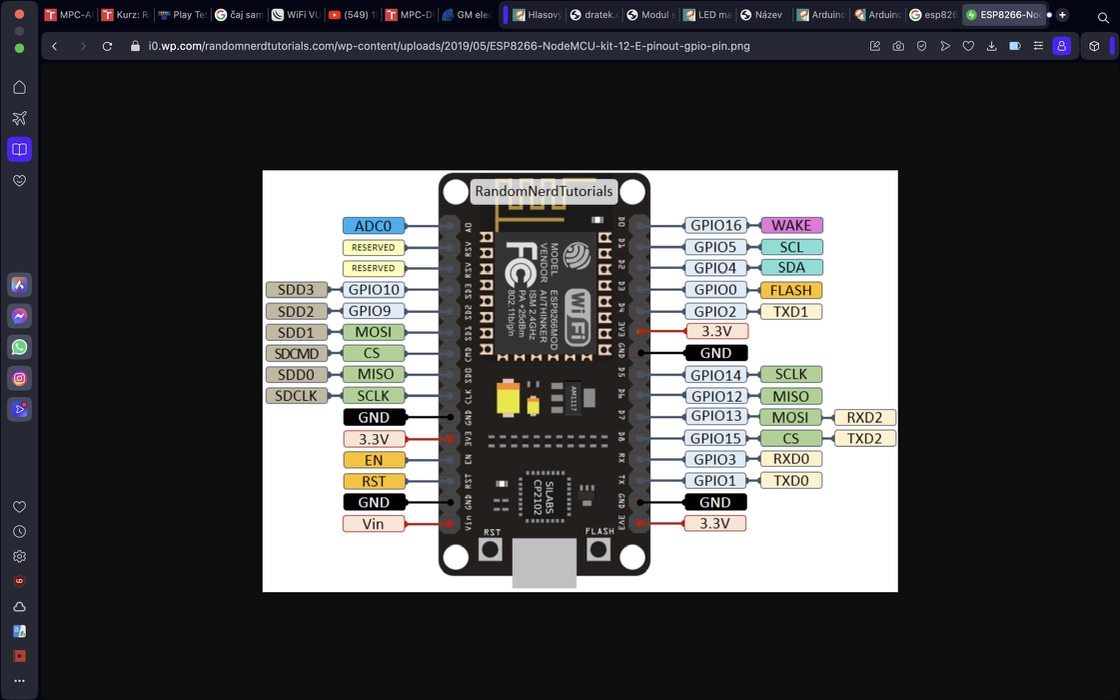 MPC-A
Kurz: R
Play Te
čaj sam
WiFi VU
(549) 1
MPC-D
GM elec
Hlasov
dratek.
Modul s
LED ma
Název
Arduino
Arduino
esp826
ESP8266-Nod
i0.wp.com/randomnerdtutorials.com/wp-content/uploads/2019/05/ESP8266-NodeMCU-kit-12-E-pinout-gpio-pin.png
RandomNerdTutorials
ADC0 A0 D0 GPIO16 WAKE
RESERVED RSV D1 GPIO5 SCL
RESERVED RSV D2 GPIO4 SDA
SDD3 GPIO10 SD3 D3 GPIO0 FLASH
SDD2 GPIO9 SD2 D4 GPIO2 TXD1
SDD1 MOSI SD1 3V3 3.3V
SDCMD CS CMD GND GND
SDD0 MISO SDO D5 GPIO14 SCLK
SDCLK SCLK CLK D6 GPIO12 MISO
GND GND D7 GPIO13 MOSI RXD2
3.3V 3V3 D8 GPIO15 CS TXD2
EN EN RX GPIO3 RXD0
RST RST TX GPIO1 TXD0
GND GND GND GND
Vin Vin 3V3 3.3V
MODEL ESP8266MOD
VENDOR AI/THINKER
ISM 2.4GHz
PA +25dBm
802.11b/g/n
FC
WiFi
AM1117
SILABS
CP2102
RST
FLASH